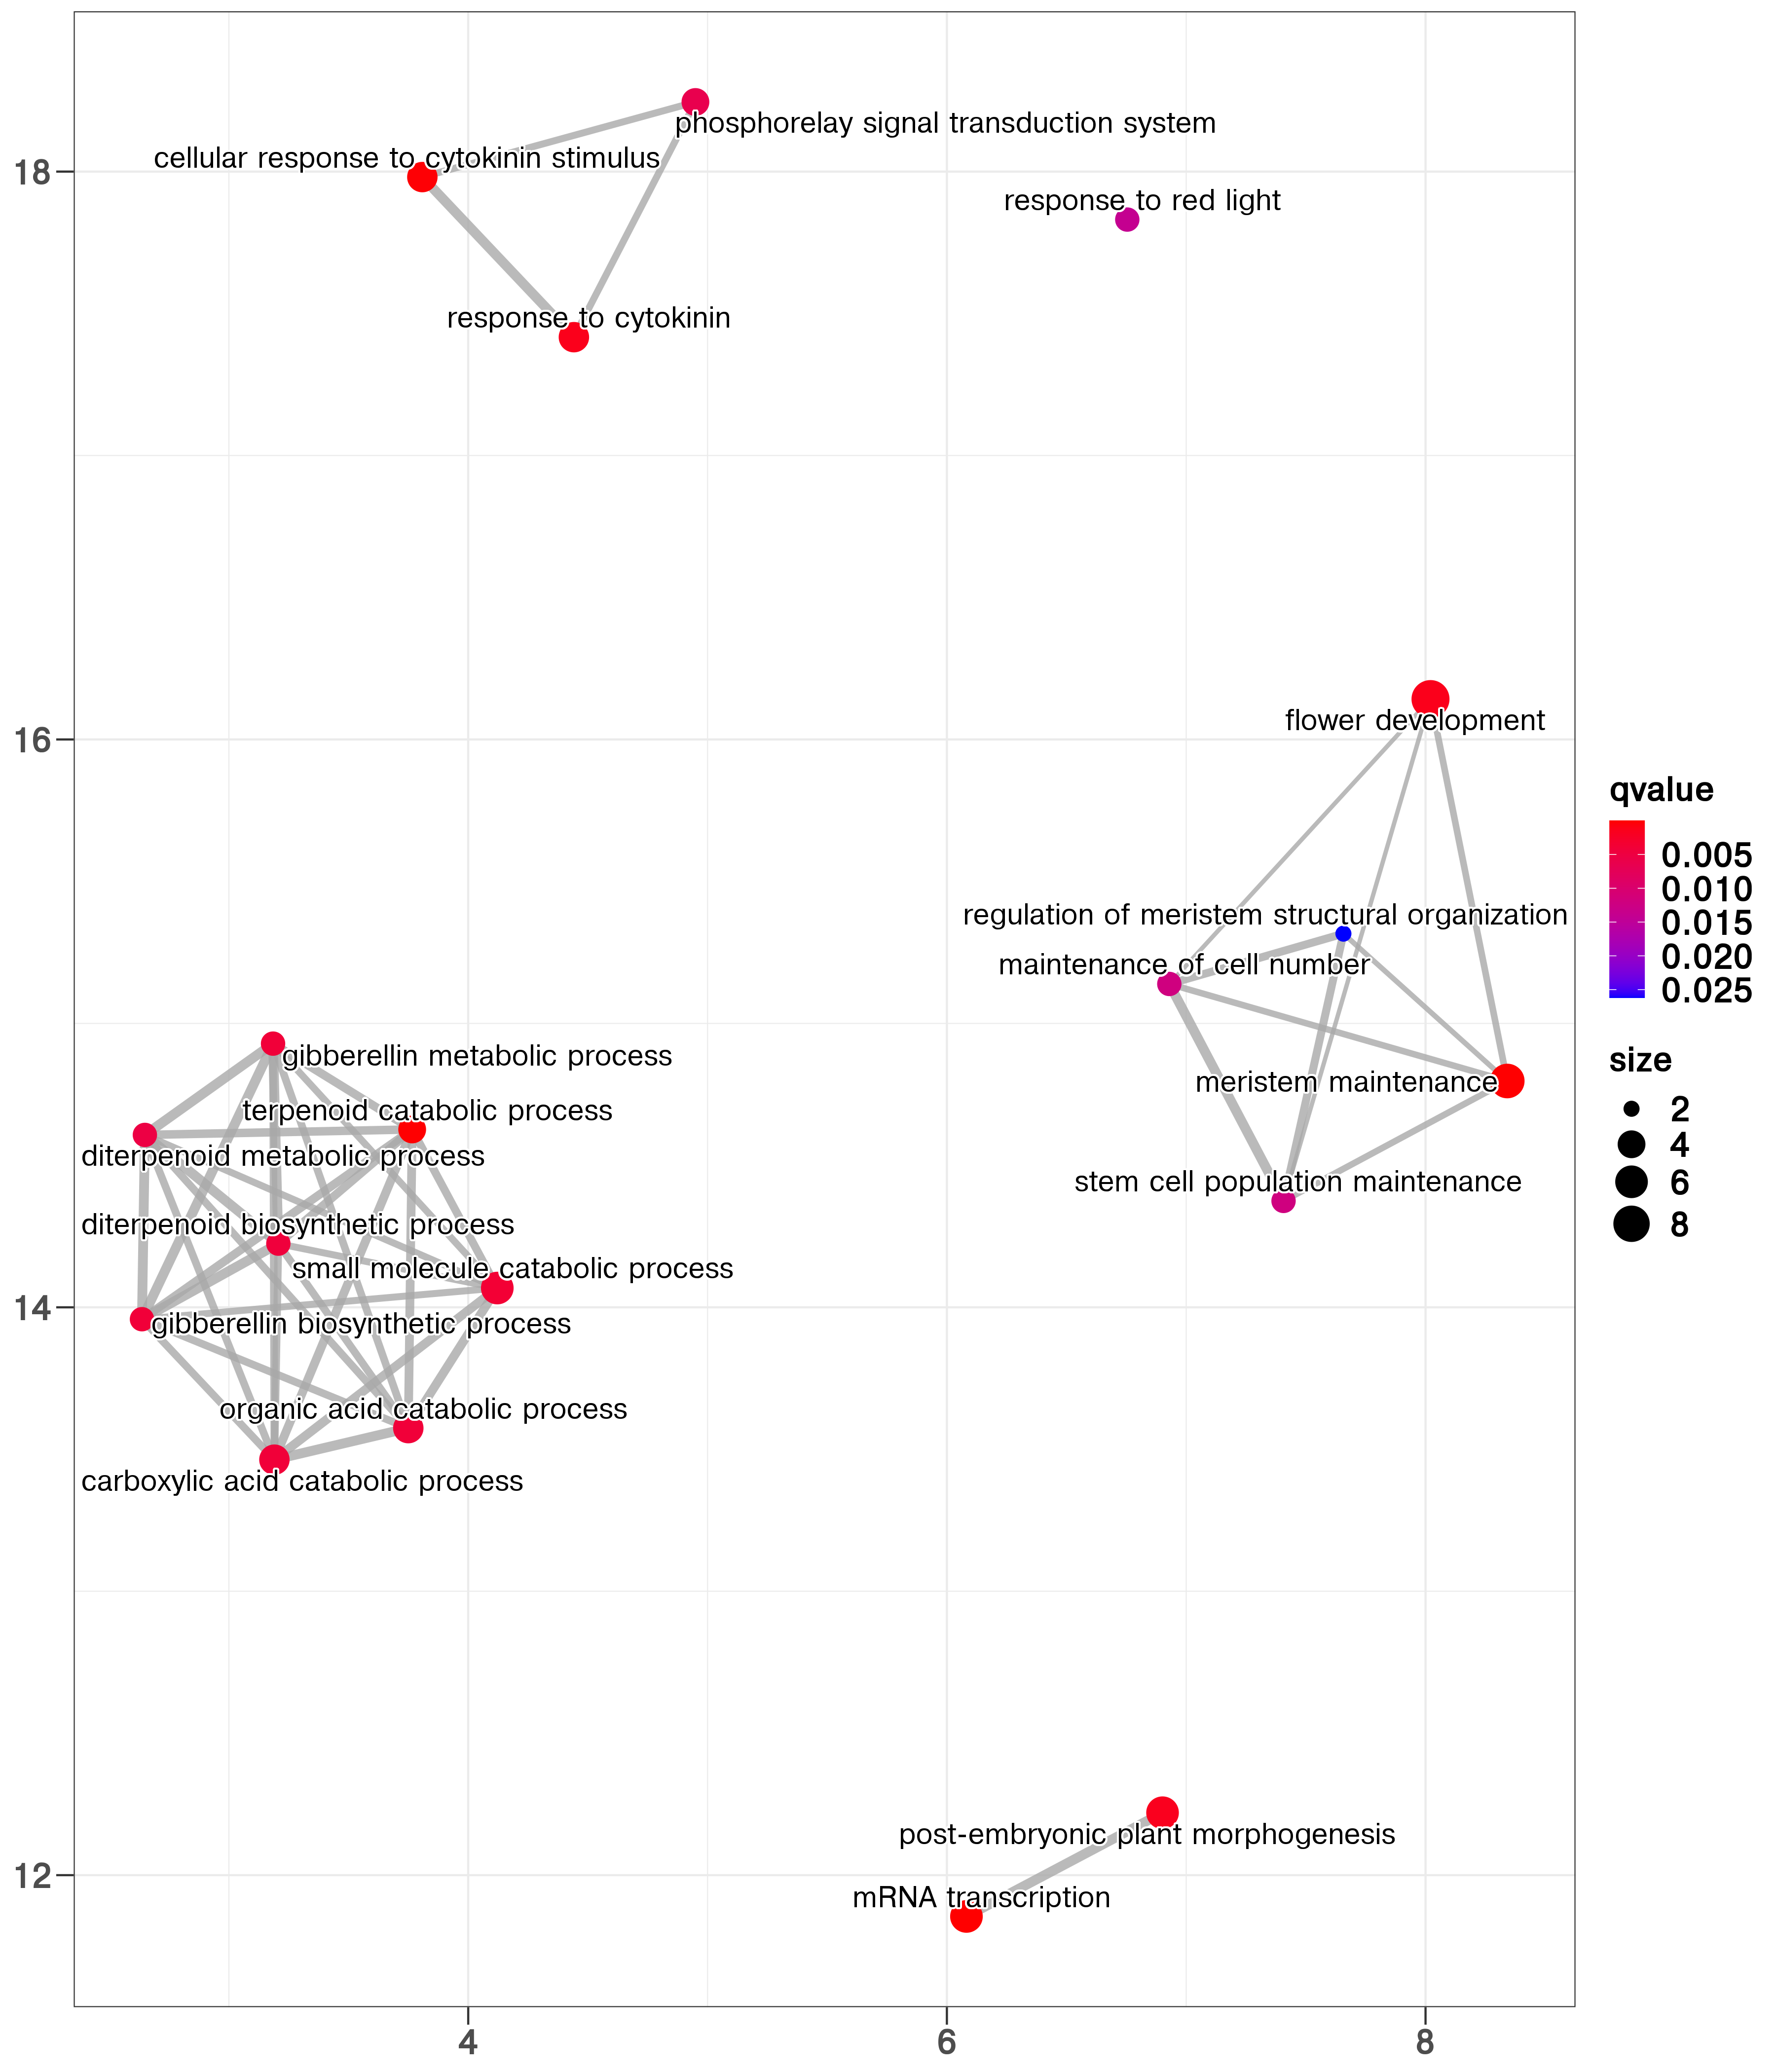 phosphorelay signal transduction system
cellular response to cytokinin stimulus
18
response to red light
response to cytokinin
16
flower development
regulation of meristem structural organization
maintenance of cell number
gibberellin metabolic process
meristem maintenance
terpenoid catabolic process
diterpenoid metabolic process
stem cell population maintenance
diterpenoid biosynthetic process
small molecule catabolic process
14
gibberellin biosynthetic process
organic acid catabolic process
carboxylic acid catabolic process
post-embryonic plant morphogenesis
12
mRNA transcription
4
6
8
qvalue
0.005
0.010
0.015
0.020
0.025
size
2
4
6
8